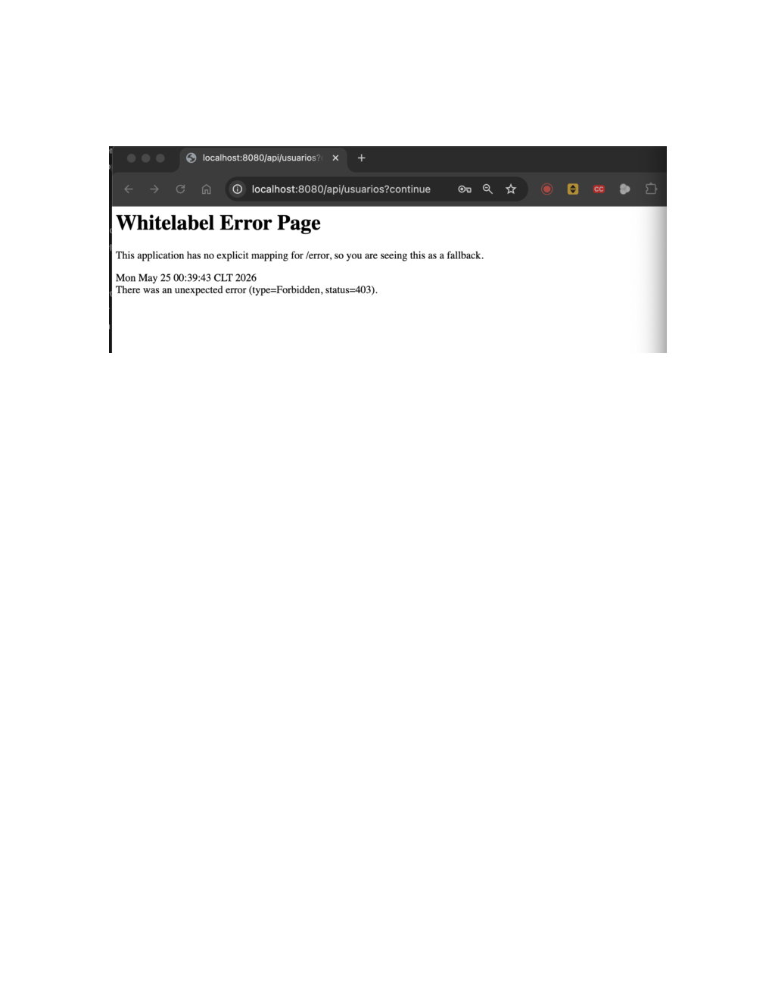 localhost:8080/api/usuarios?
localhost:8080/api/usuarios?continue
CC
Whitelabel Error Page
This application has no explicit mapping for /error, so you are seeing this as a fallback.
Mon May 25 00:39:43 CLT 2026
There was an unexpected error (type=Forbidden, status=403).